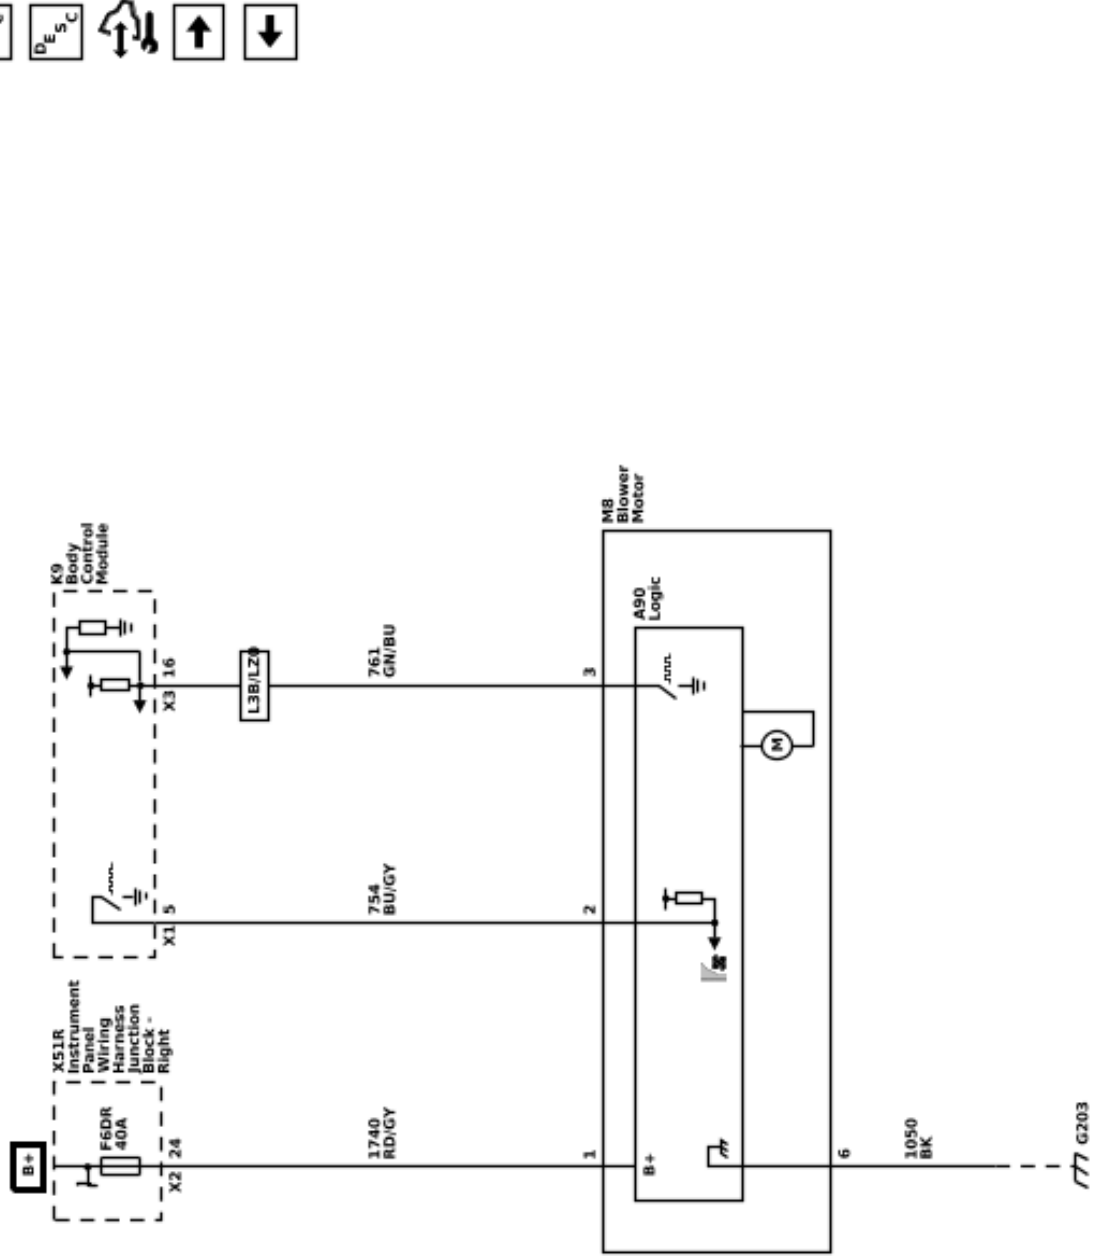 DESC
B+
X51R
Instrument
Panel
Wiring
Harness
Junction
Block -
Right
F6DR
40A
X2 24
K9
Body
Control
Module
X1 5
X3 16
L3B/LZ0
1740
RD/GY
754
BU/GY
761
GN/BU
1
2
3
M8
Blower
Motor
A90
Logic
B+
M
6
1050
BK
G203